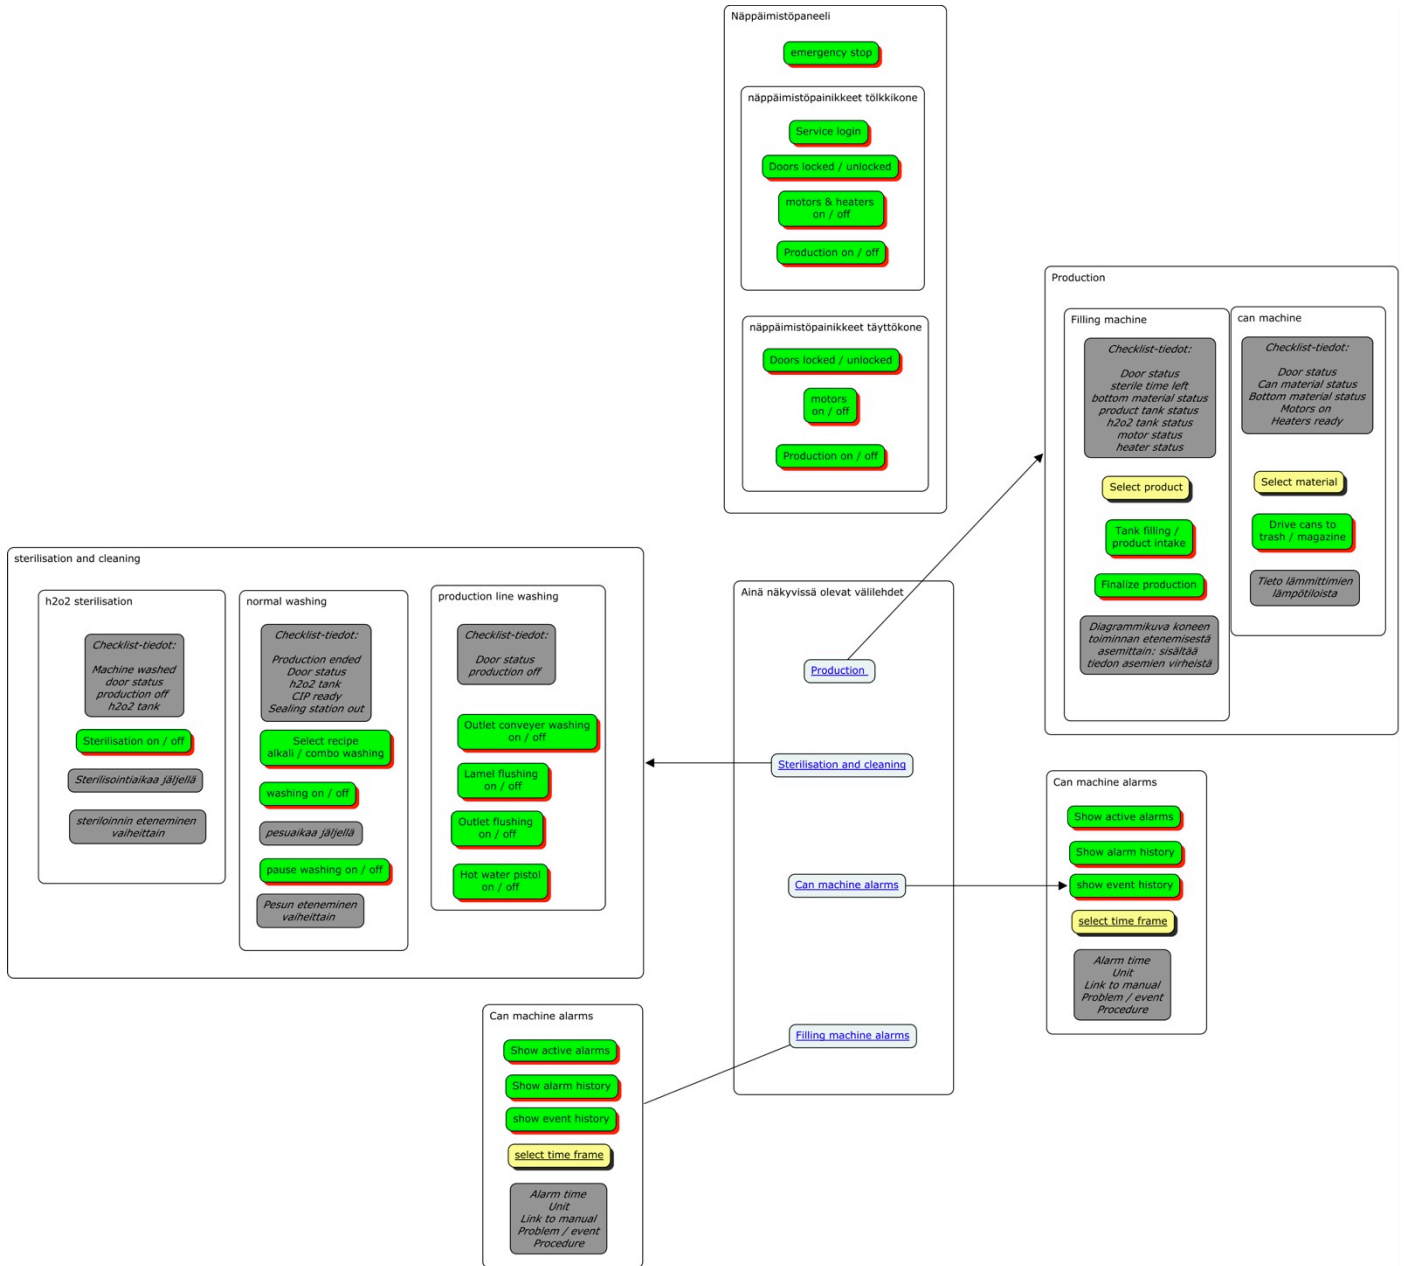 Näppäimistöpaneeli
emergency stop
näppäimistöpainikkeet tölkkikone
Service login
Doors locked / unlocked
motors & heaters
on / off
Production on / off
näppäimistöpainikkeet täyttökone
Doors locked / unlocked
motors
on / off
Production on / off
Production
Filling machine
Checklist-tiedot:
Door status
sterile time left
bottom material status
product tank status
h2o2 tank status
motor status
heater status
Select product
Tank filling /
product intake
Finalize production
Diagrammikuva koneen
toiminnan etenemisestä
asemittain: sisältää
tiedon asemien virheistä
can machine
Checklist-tiedot:
Door status
Can material status
Bottom material status
Motors on
Heaters ready
Select material
Drive cans to
trash / magazine
Tieto lämmittimien
lämpötiloista
sterilisation and cleaning
h2o2 sterilisation
Checklist-tiedot:
Machine washed
door status
production off
h2o2 tank
Sterilisation on / off
Sterilisointiaikaa jäljellä
steriloinnin eteneminen
vaiheittain
normal washing
Checklist-tiedot:
Production ended
Door status
h2o2 tank
CIP ready
Sealing station out
Select recipe
alkali / combo washing
washing on / off
pesuaikaa jäljellä
pause washing on / off
Pesun eteneminen
vaiheittain
production line washing
Checklist-tiedot:
Door status
production off
Outlet conveyer washing
on / off
Lamel flushing
on / off
Outlet flushing
on / off
Hot water pistol
on / off
Ainä näkyvissä olevat välilehdet
Production
Sterilisation and cleaning
Can machine alarms
Filling machine alarms
Can machine alarms
Show active alarms
Show alarm history
show event history
select time frame
Alarm time
Unit
Link to manual
Problem / event
Procedure
Can machine alarms
Show active alarms
Show alarm history
show event history
select time frame
Alarm time
Unit
Link to manual
Problem / event
Procedure